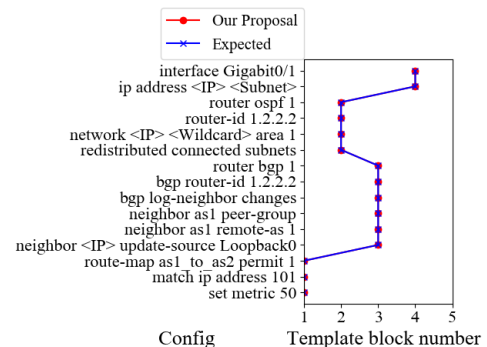 Our Proposal
Expected
interface Gigabit0/1
ip address <IP> <Subnet>
router ospf 1
router-id 1.2.2.2
network <IP> <Wildcard> area 1
redistributed connected subnets
router bgp 1
bgp router-id 1.2.2.2
bgp log-neighbor changes
neighbor as1 peer-group
neighbor as1 remote-as 1
neighbor <IP> update-source Loopback0
route-map as1_to_as2 permit 1
match ip address 101
set metric 50
1 2 3 4 5
Config Template block number